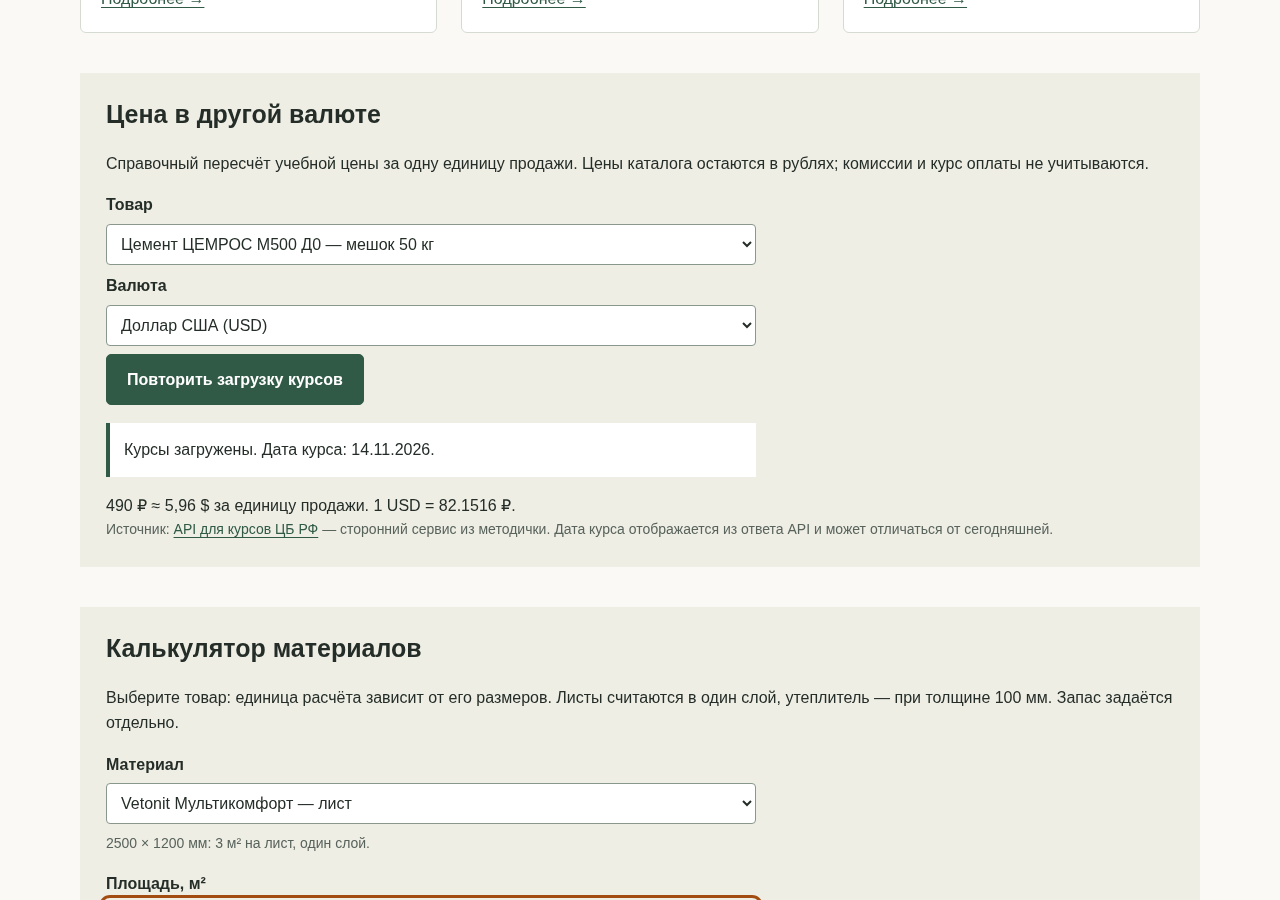 Подробнее →
Подробнее →
Подробнее →
Цена в другой валюте
Справочный пересчёт учебной цены за одну единицу продажи. Цены каталога остаются в рублях; комиссии и курс оплаты не учитываются.
Товар
Цемент ЦЕМРОС М500 Д0 — мешок 50 кг
Валюта
Доллар США (USD)
Повторить загрузку курсов
Курсы загружены. Дата курса: 14.11.2026.
490 ₽ ≈ 5,96 $ за единицу продажи. 1 USD = 82.1516 ₽.
Источник: API для курсов ЦБ РФ — сторонний сервис из методички. Дата курса отображается из ответа API и может отличаться от сегодняшней.
Калькулятор материалов
Выберите товар: единица расчёта зависит от его размеров. Листы считаются в один слой, утеплитель — при толщине 100 мм. Запас задаётся
отдельно.
Материал
Vetonit Мультикомфорт — лист
2500 × 1200 мм: 3 м² на лист, один слой.
Площадь, м²